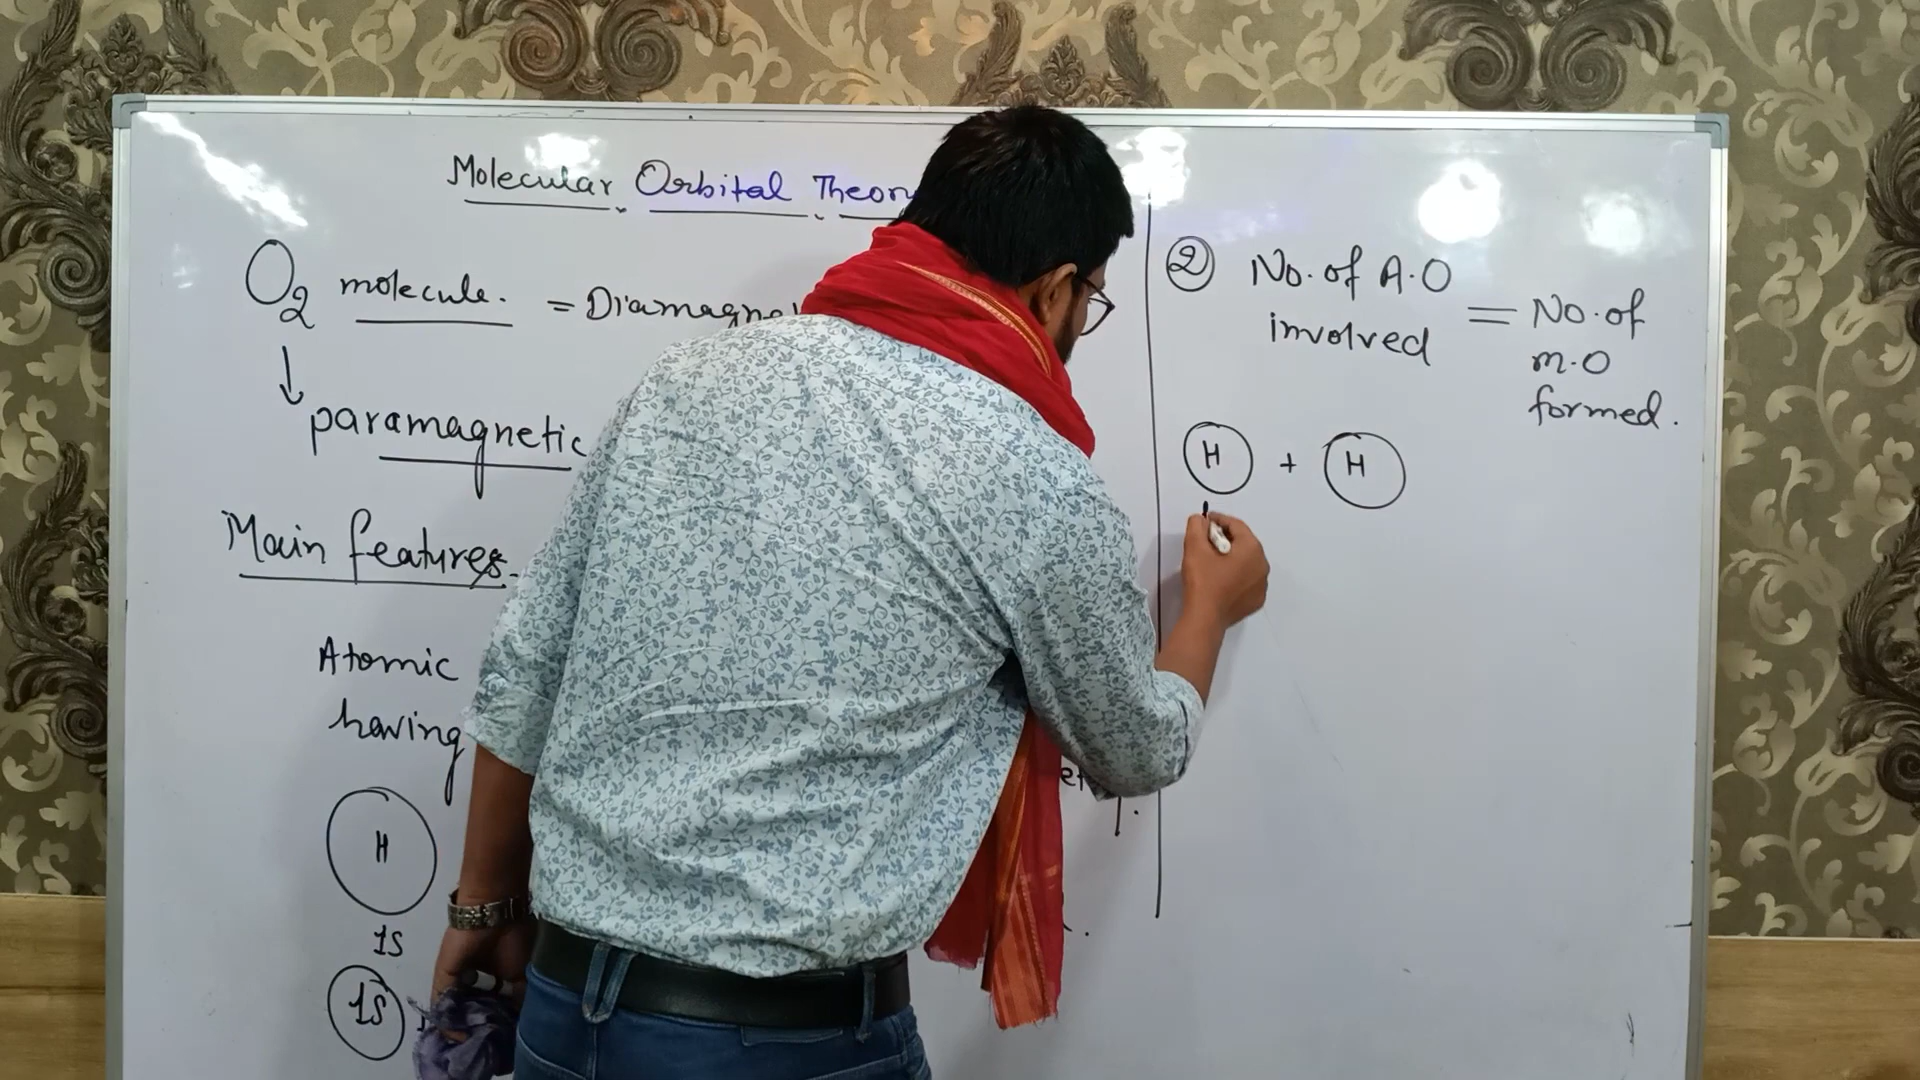 Molecular Orbital Theory
O2 molecule. = Diamagne
↓
paramagnetic
Main features.
Atomic
having
H
1S
1S
② No. of A.O
involved = No. of
m.O
formed.
H + H